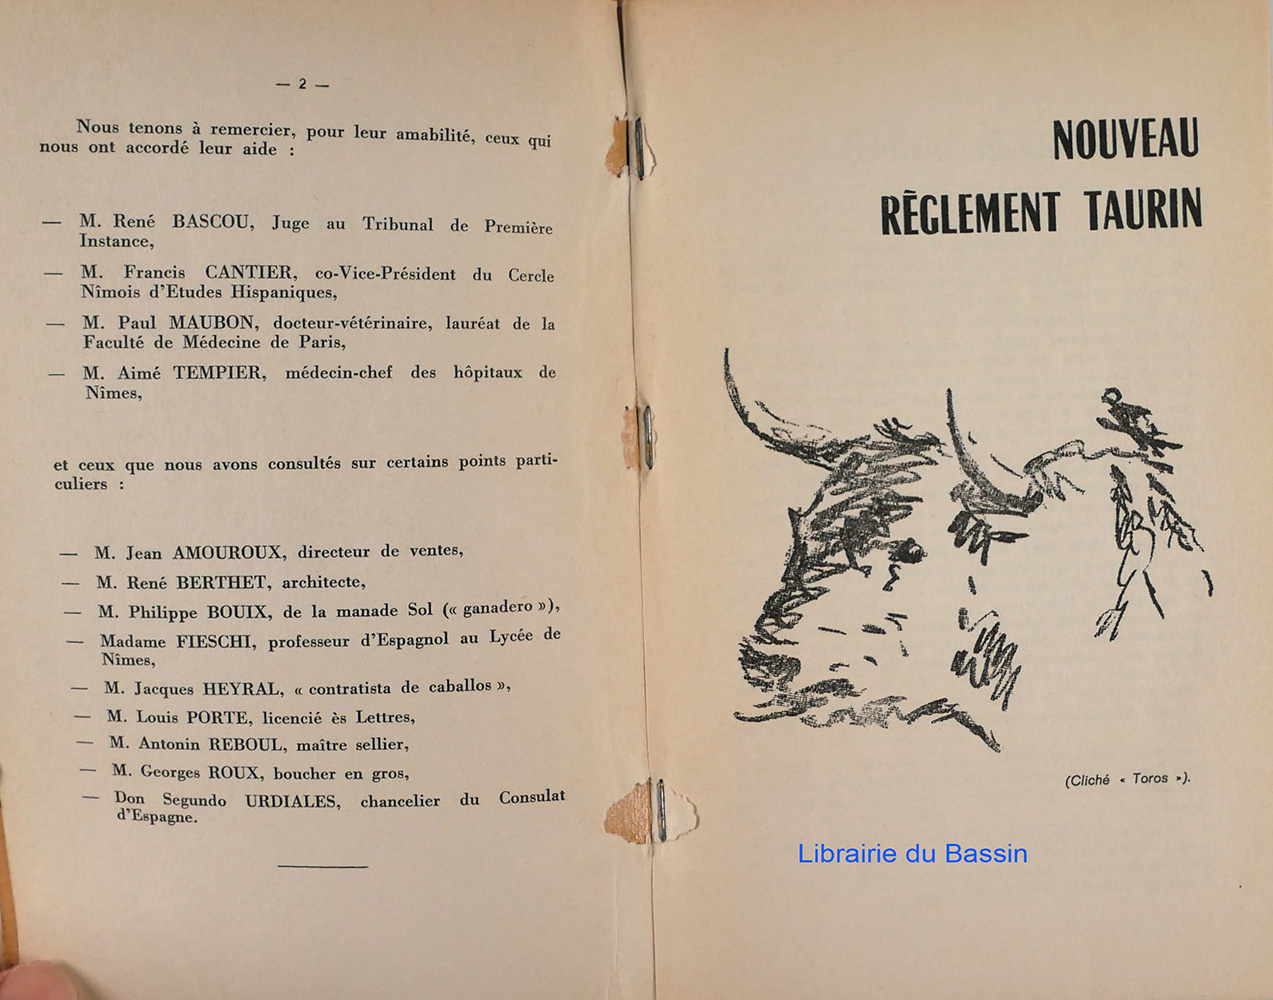 — 2 —
Nous tenons à remercier, pour leur amabilité, ceux qui
nous ont accordé leur aide :
— M. René BASCOU, Juge au Tribunal de Première
Instance,
— M. Francis CANTIER, co-Vice-Président du Cercle
Nîmois d'Etudes Hispaniques,
— M. Paul MAUBON, docteur-vétérinaire, lauréat de la
Faculté de Médecine de Paris,
— M. Aimé TEMPIER, médecin-chef des hôpitaux de
Nîmes,
et ceux que nous avons consultés sur certains points parti-
culiers :
— M. Jean AMOUROUX, directeur de ventes,
— M. René BERTHET, architecte,
— M. Philippe BOUIX, de la manade Sol (« ganadero »),
— Madame FIESCHI, professeur d'Espagnol au Lycée de
Nîmes,
— M. Jacques HEYRAL, « contratista de caballos »,
— M. Louis PORTE, licencié ès Lettres,
— M. Antonin REBOUL, maître sellier,
— M. Georges ROUX, boucher en gros,
— Don Segundo URDIALES, chancelier du Consulat
d'Espagne.
NOUVEAU
RÈGLEMENT TAURIN
(Cliché « Toros »).
Librairie du Bassin